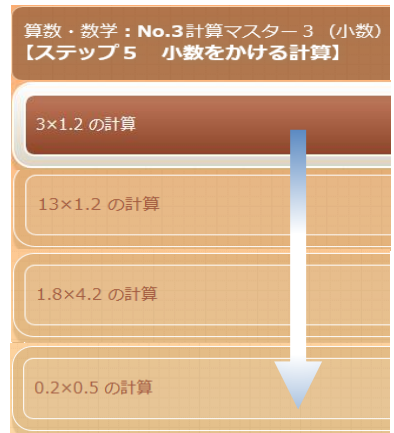 算数・数学：No.3計算マスター３（小数）
【ステップ５　小数をかける計算】
3×1.2 の計算
13×1.2 の計算
1.8×4.2 の計算
0.2×0.5 の計算